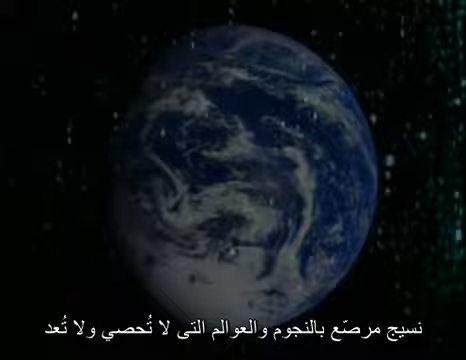 نسيج مرصّع بالنجوم والعوالم التى لا تُحصي ولا تُعد